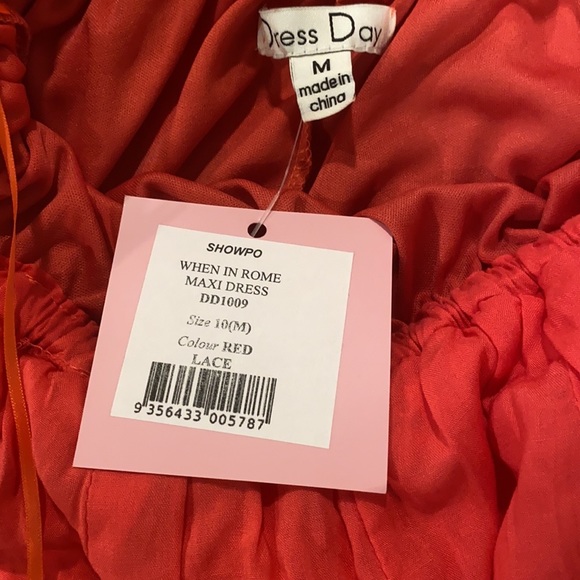 Dress Day
M
made in
china
SHOWPO
WHEN IN ROME
MAXI DRESS
DD1009
Size 10(M)
Colour RED
LACE
9 356433 005787